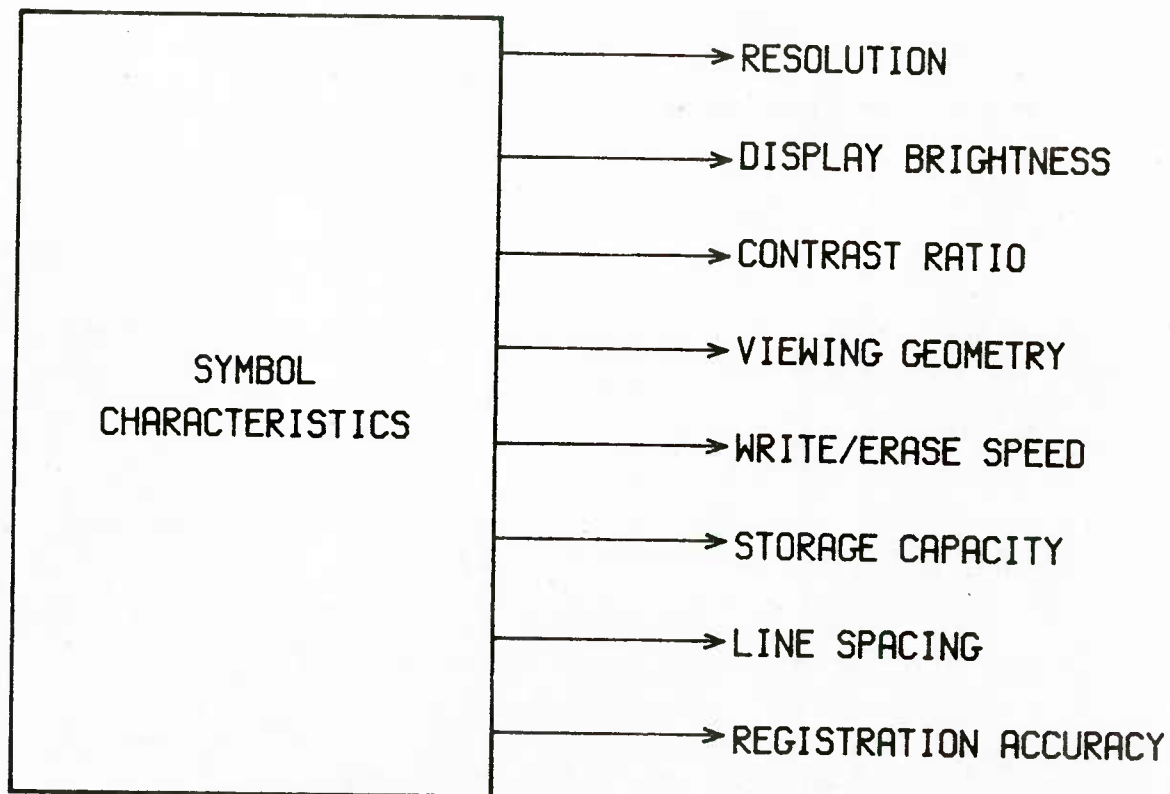 RESOLUTION
DISPLAY BRIGHTNESS
CONTRAST RATIO
VIEWING GEOMETRY
SYMBOL
CHARACTERISTICS
WRITE/ERASE SPEED
STORAGE CAPACITY
LINE SPACING
REGISTRATION ACCURACY